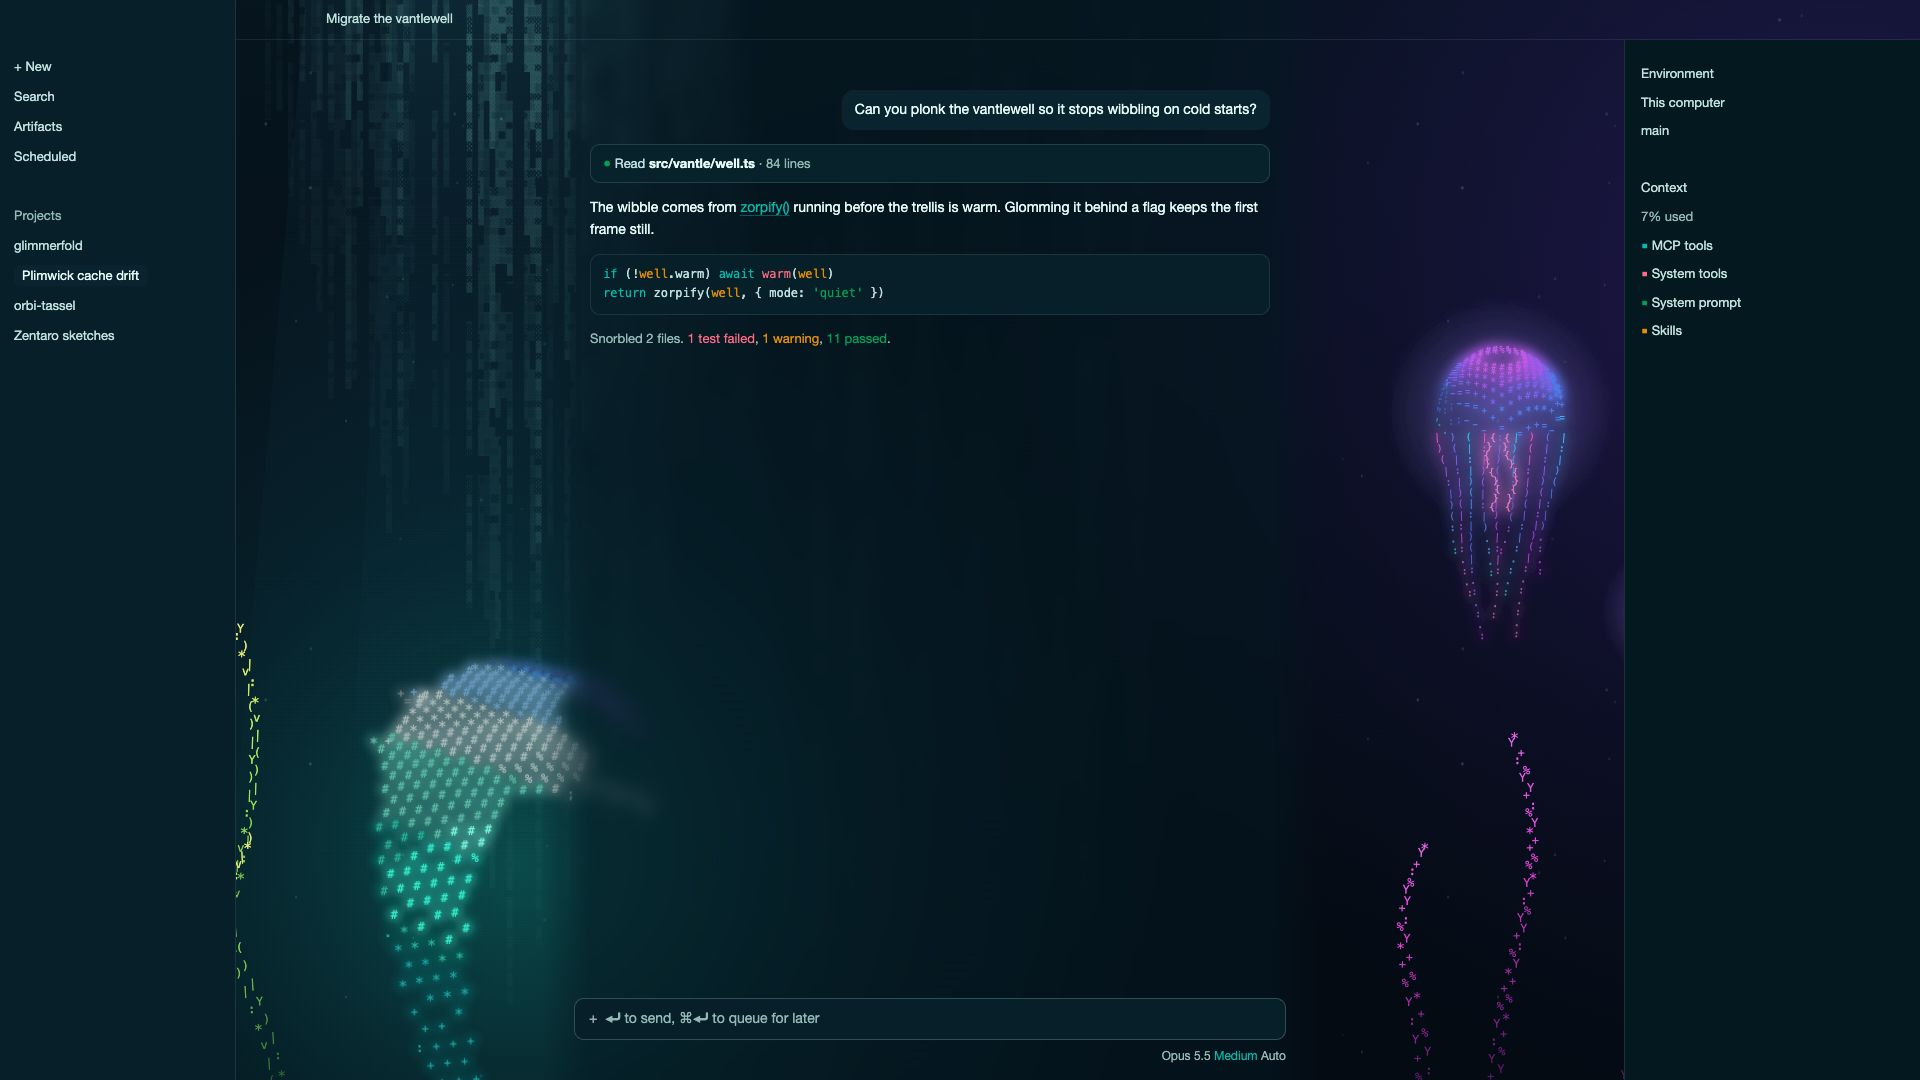 Migrate the vantlewell
+ New
Search
Artifacts
Scheduled
Projects
glimmerfold
Plimwick cache drift
orbi-tassel
Zentaro sketches
Can you plonk the vantlewell so it stops wibbling on cold starts?
Read src/vantle/well.ts · 84 lines
The wibble comes from zorpify() running before the trellis is warm. Glomming it behind a flag keeps the first
frame still.
if (!well.warm) await warm(well)
return zorpify(well, { mode: 'quiet' })
Snorbled 2 files. 1 test failed, 1 warning, 11 passed.
+ ↵ to send, ⌘↵ to queue for later
Opus 5.5 Medium Auto
Environment
This computer
main
Context
7% used
MCP tools
System tools
System prompt
Skills